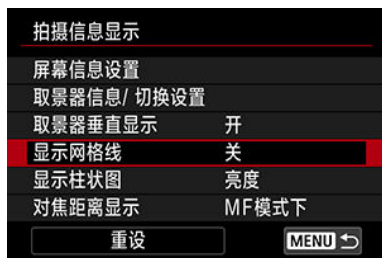 拍摄信息显示
屏幕信息设置
取景器信息/ 切换设置
取景器垂直显示 开
显示网格线 关
显示柱状图 亮度
对焦距离显示 MF模式下
重设 MENU